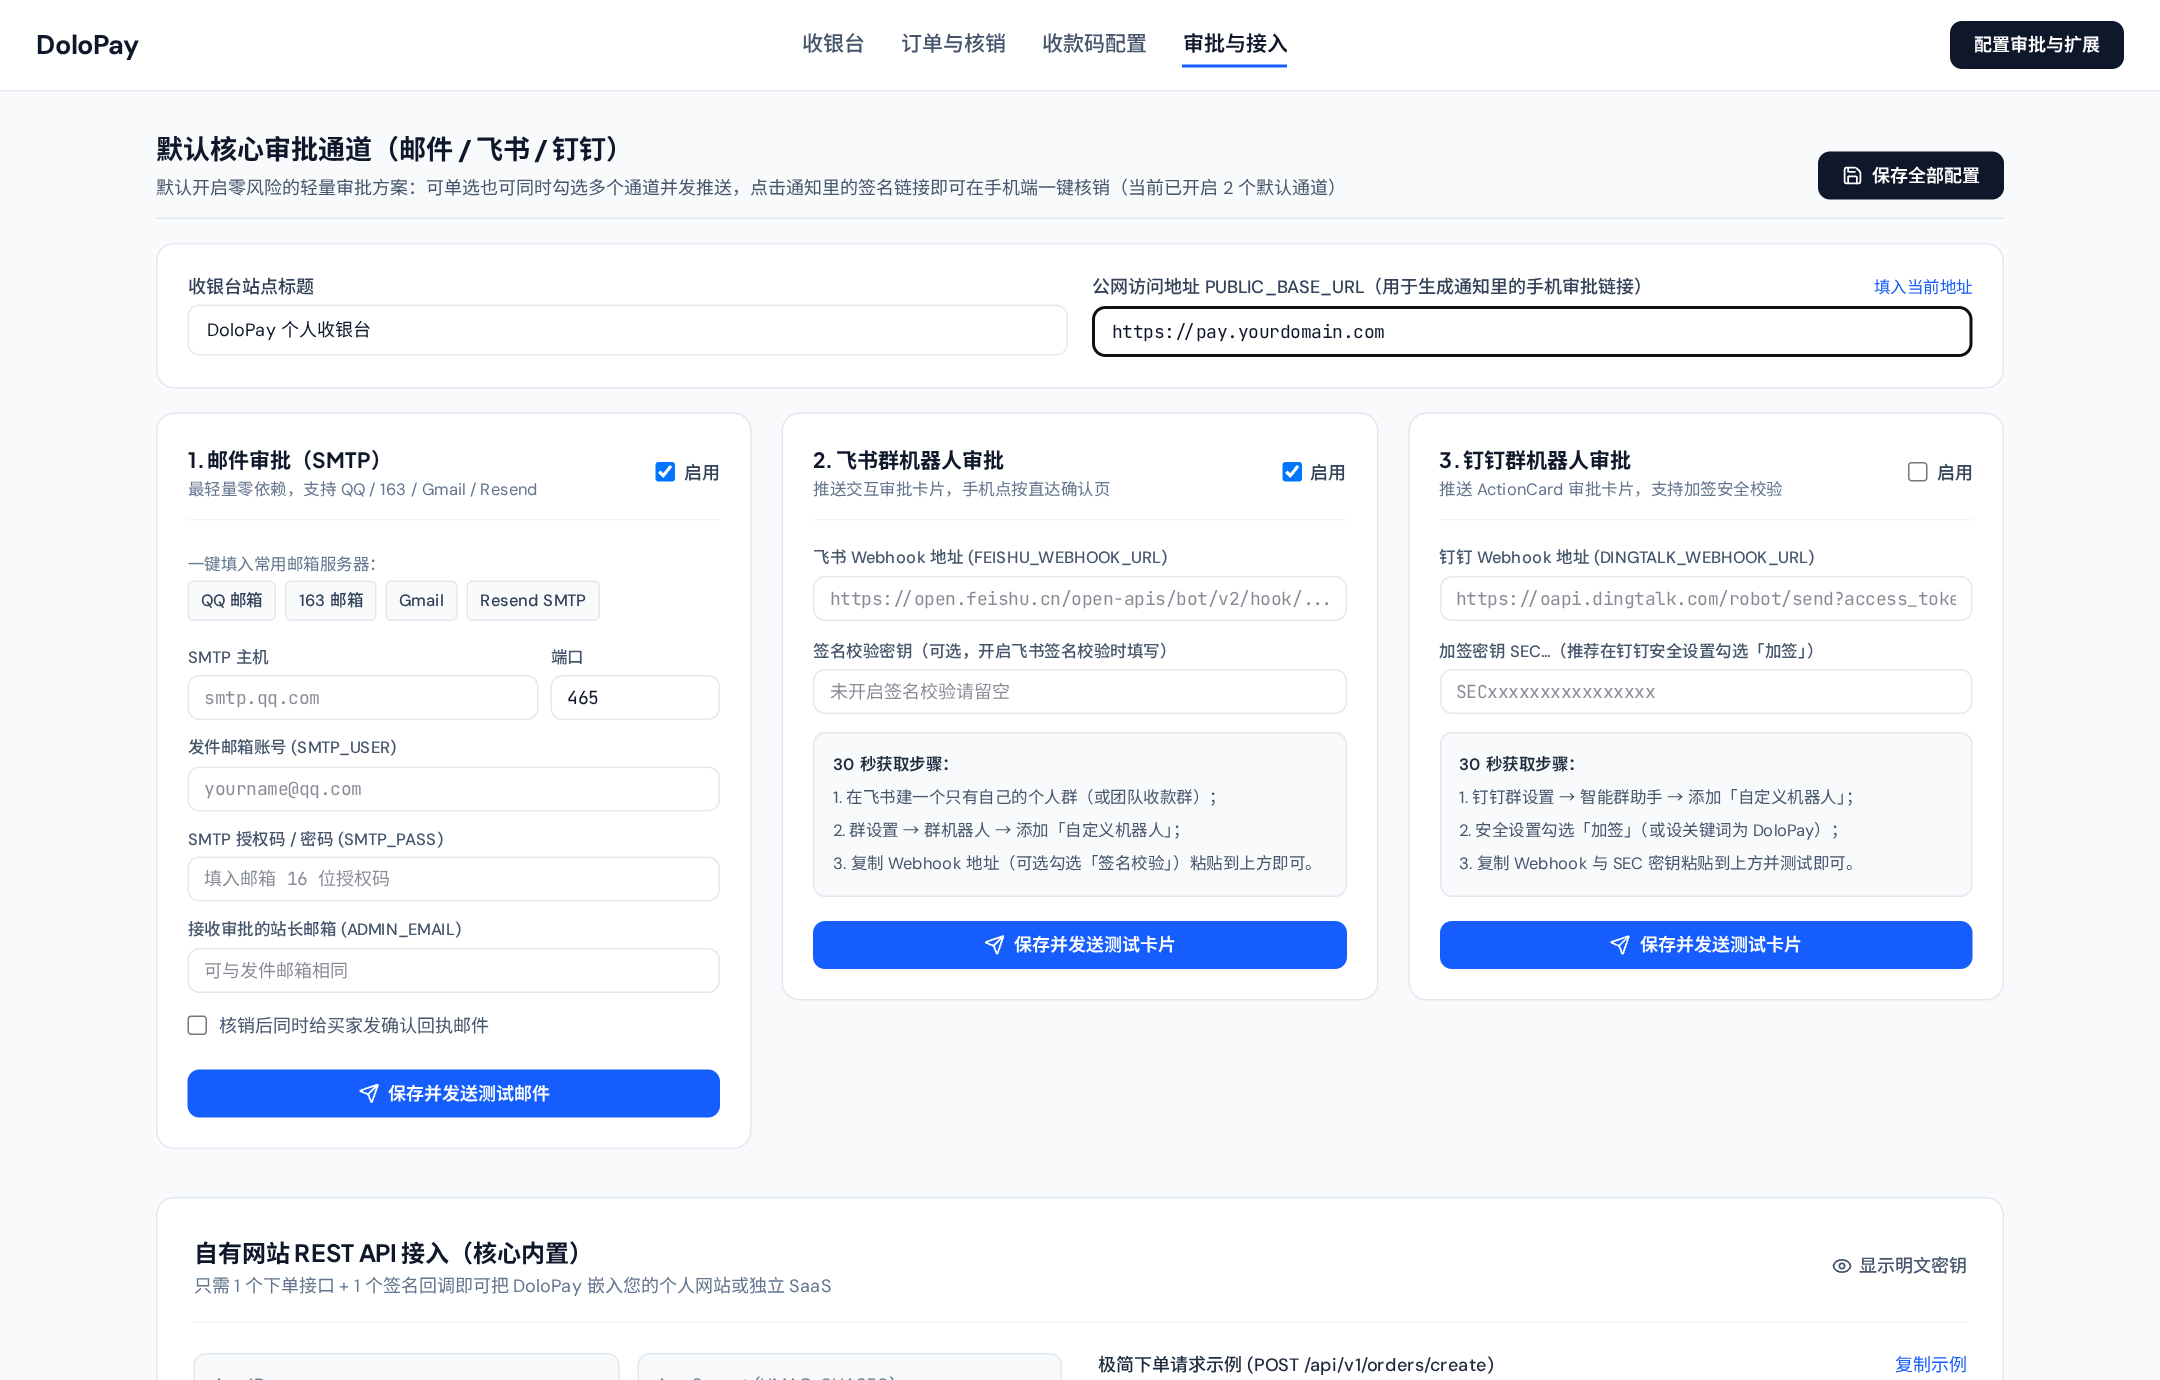 DoloPay
收银台
订单与核销
收款码配置
审批与接入
配置审批与扩展
默认核心审批通道（邮件 / 飞书 / 钉钉）
默认开启零风险的轻量审批方案：可单选也可同时勾选多个通道并发推送，点击通知里的签名链接即可在手机端一键核销（当前已开启 2 个默认通道）
保存全部配置
收银台站点标题
DoloPay 个人收银台
公网访问地址 PUBLIC_BASE_URL（用于生成通知里的手机审批链接）
填入当前地址
https://pay.yourdomain.com
1. 邮件审批（SMTP）
最轻量零依赖，支持 QQ / 163 / Gmail / Resend
启用
一键填入常用邮箱服务器：
QQ 邮箱
163 邮箱
Gmail
Resend SMTP
SMTP 主机
端口
smtp.qq.com
465
发件邮箱账号 (SMTP_USER)
yourname@qq.com
SMTP 授权码 / 密码 (SMTP_PASS)
填入邮箱 16 位授权码
接收审批的站长邮箱 (ADMIN_EMAIL)
可与发件邮箱相同
核销后同时给买家发确认回执邮件
保存并发送测试邮件
2. 飞书群机器人审批
推送交互审批卡片，手机点按直达确认页
启用
飞书 Webhook 地址 (FEISHU_WEBHOOK_URL)
https://open.feishu.cn/open-apis/bot/v2/hook/...
签名校验密钥（可选，开启飞书签名校验时填写）
未开启签名校验请留空
30 秒获取步骤：
1. 在飞书建一个只有自己的个人群（或团队收款群）；
2. 群设置 → 群机器人 → 添加「自定义机器人」；
3. 复制 Webhook 地址（可选勾选「签名校验」）粘贴到上方即可。
保存并发送测试卡片
3. 钉钉群机器人审批
推送 ActionCard 审批卡片，支持加签安全校验
启用
钉钉 Webhook 地址 (DINGTALK_WEBHOOK_URL)
https://oapi.dingtalk.com/robot/send?access_toke
加签密钥 SEC...（推荐在钉钉安全设置勾选「加签」）
SECxxxxxxxxxxxxxxxx
30 秒获取步骤：
1. 钉钉群设置 → 智能群助手 → 添加「自定义机器人」；
2. 安全设置勾选「加签」（或设关键词为 DoloPay）；
3. 复制 Webhook 与 SEC 密钥粘贴到上方并测试即可。
保存并发送测试卡片
自有网站 REST API 接入（核心内置）
只需 1 个下单接口 + 1 个签名回调即可把 DoloPay 嵌入您的个人网站或独立 SaaS
显示明文密钥
极简下单请求示例 (POST /api/v1/orders/create)
复制示例